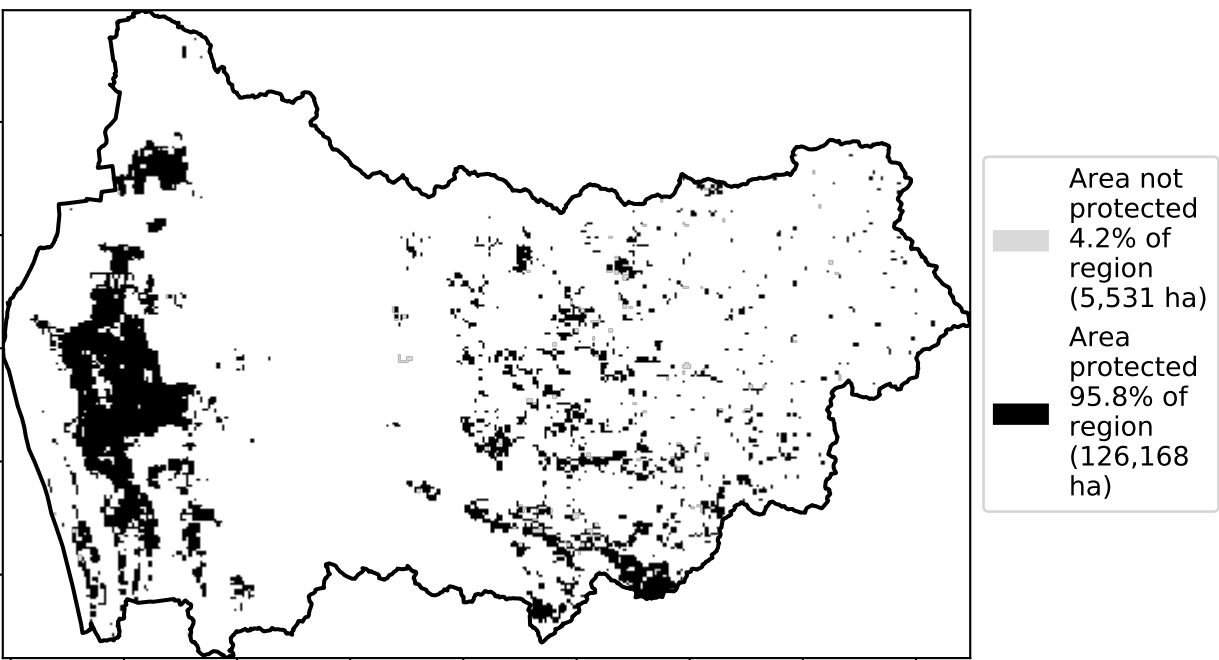 Area not
protected
4.2% of
region
(5,531 ha)
Area
protected
95.8% of
region
(126,168
ha)